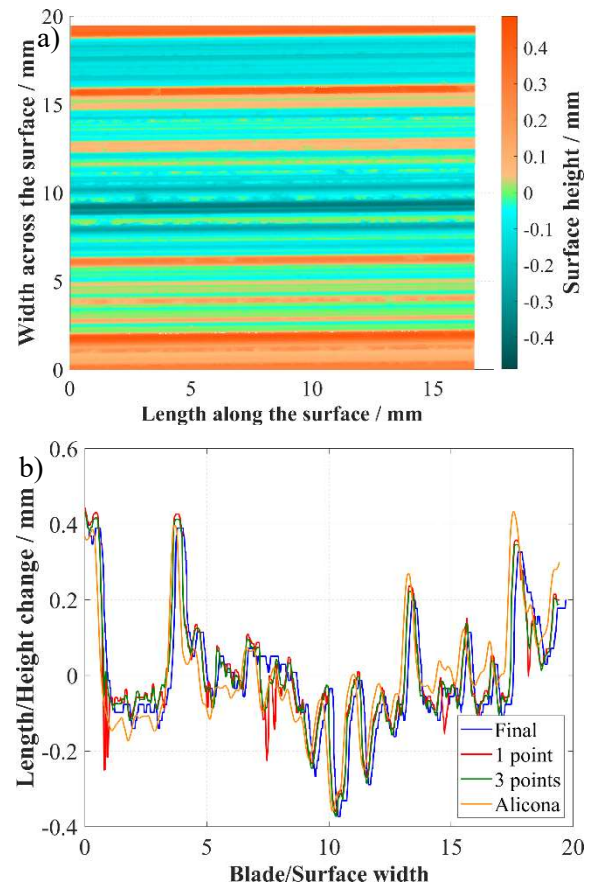 a)
Width across the surface / mm
20
15
10
5
0
0 5 10 15
Length along the surface / mm
0.4
0.3
0.2
0.1
0
-0.1
-0.2
-0.3
-0.4
Surface height / mm
b)
Length/Height change / mm
0.6
0.4
0.2
0
-0.2
-0.4
Final
1 point
3 points
Alicona
0 5 10 15 20
Blade/Surface width